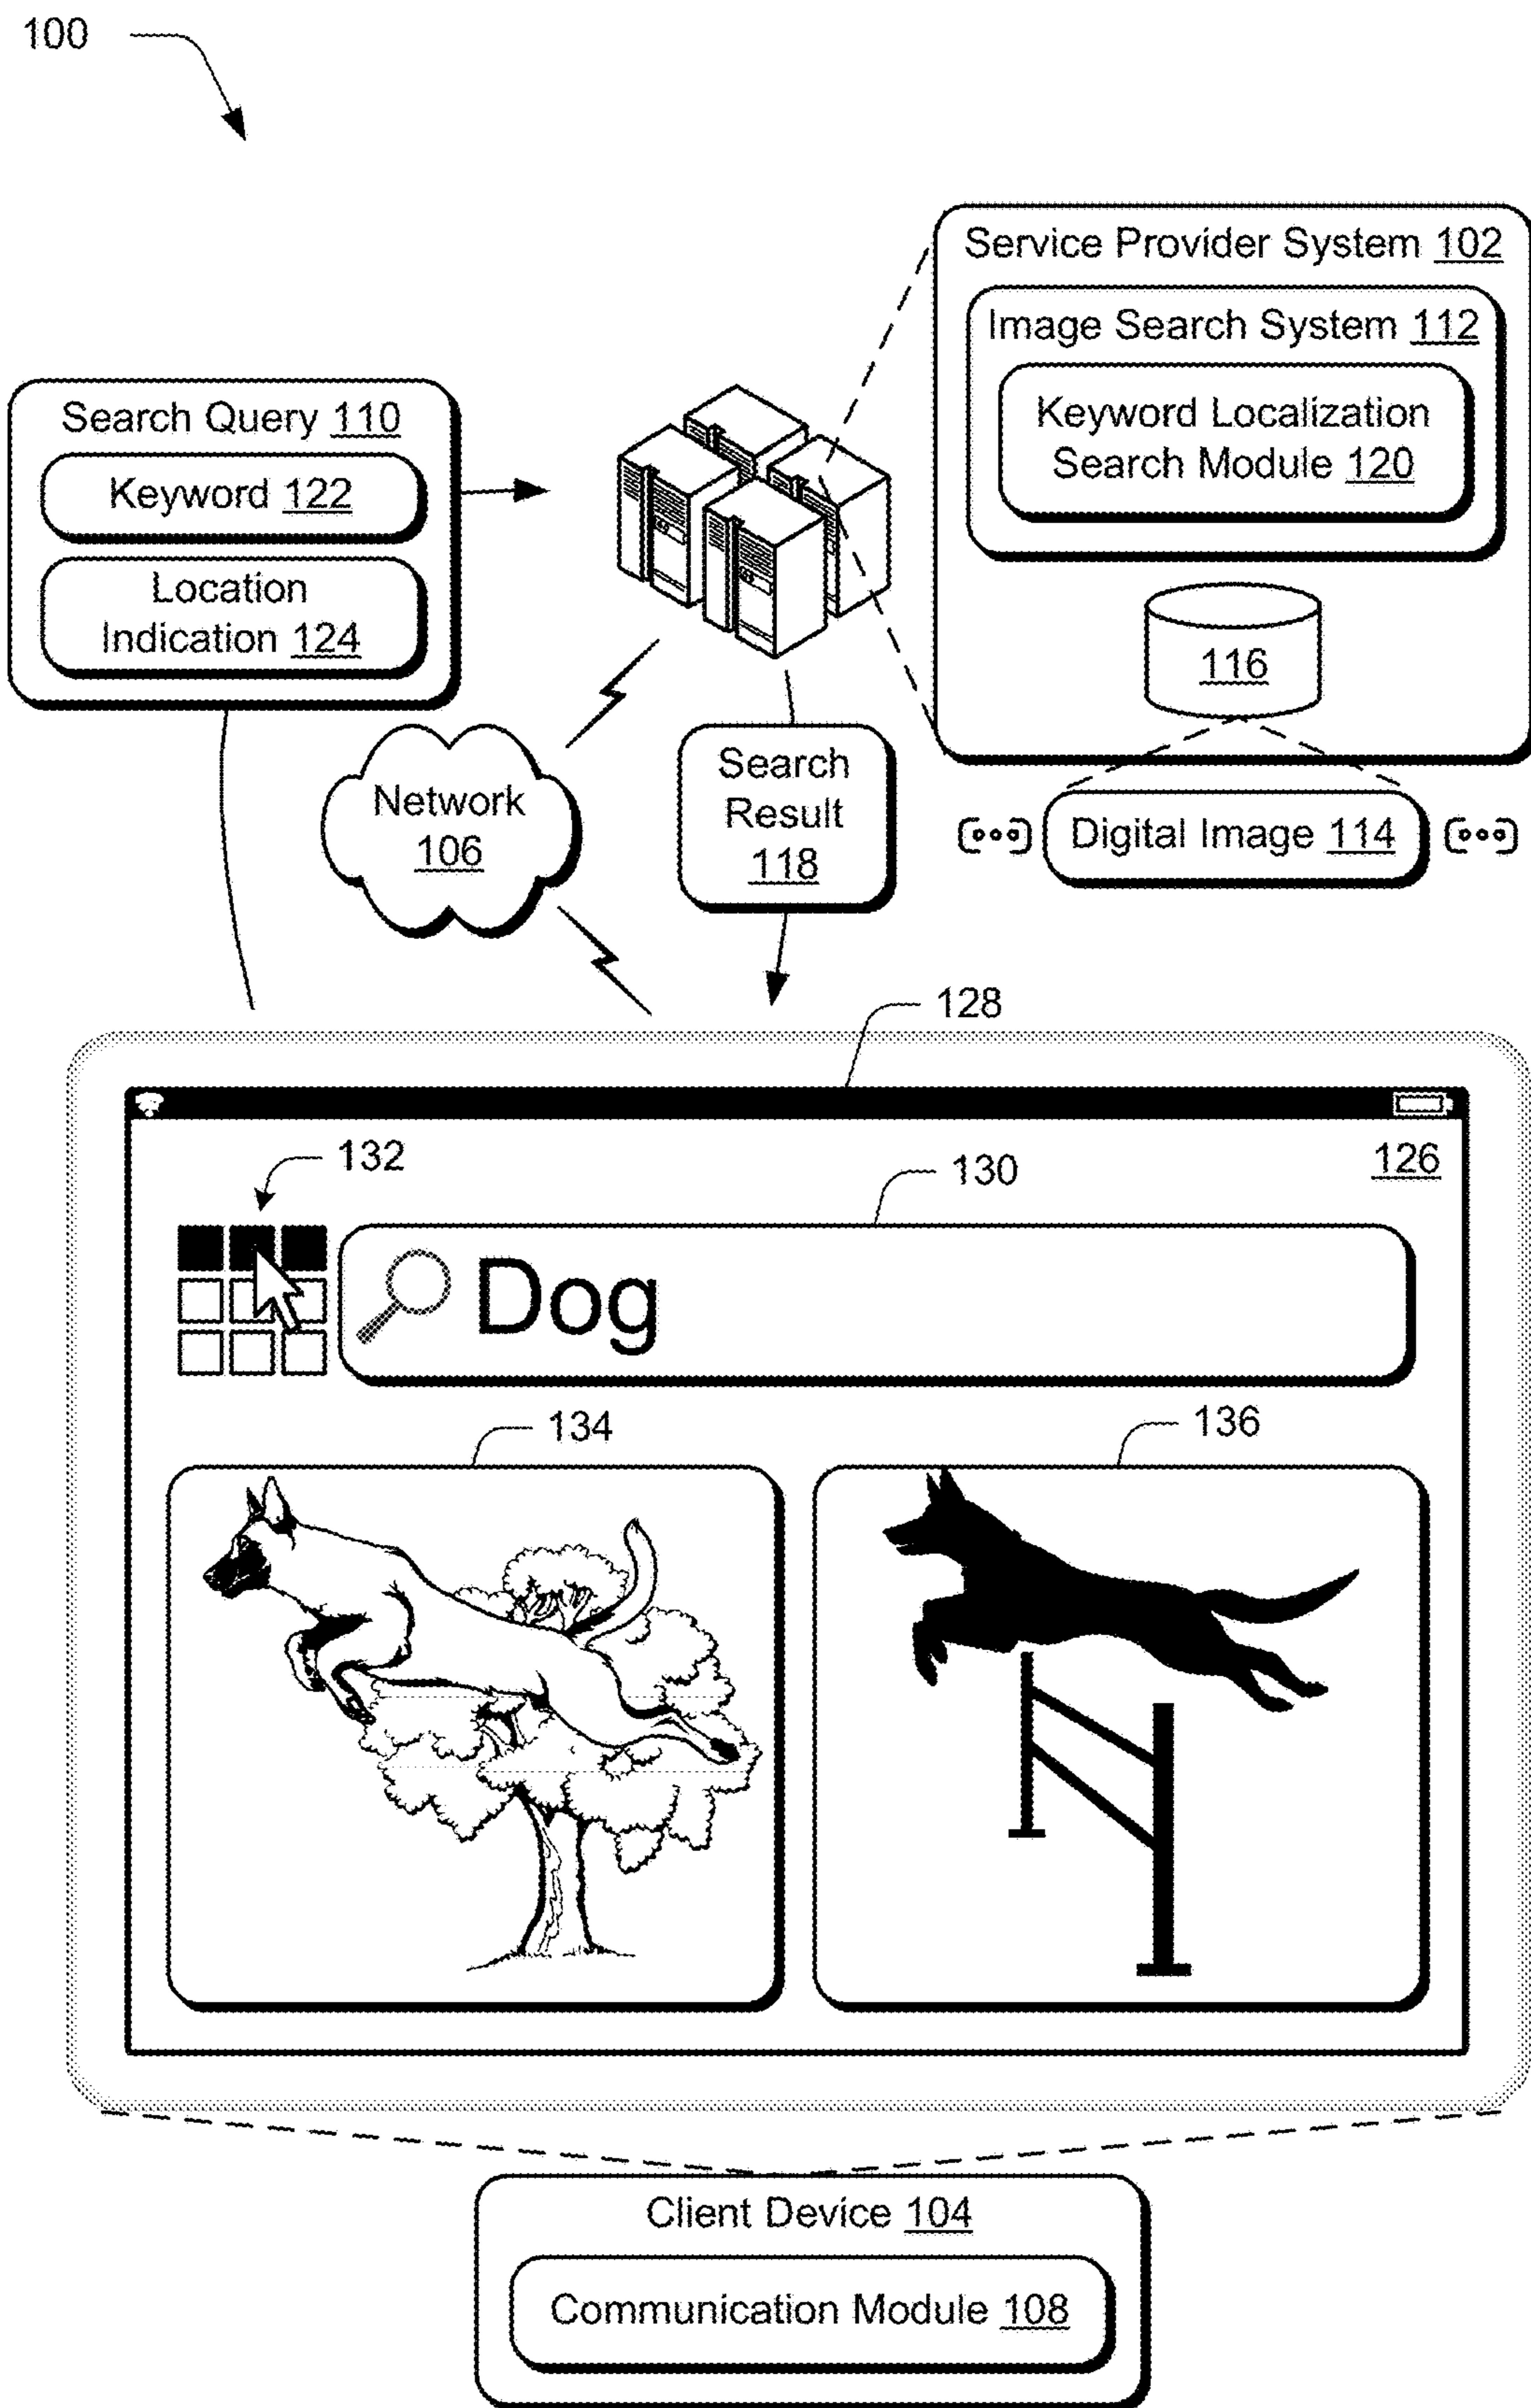 100
Service Provider System 102
Image Search System 112
Keyword Localization
Search Module 120
Search Query 110
Keyword 122
Location
Indication 124
116
Network
106
Search
Result
118
Digital Image 114
128
132
130
126
Dog
134
136
Client Device 104
Communication Module 108